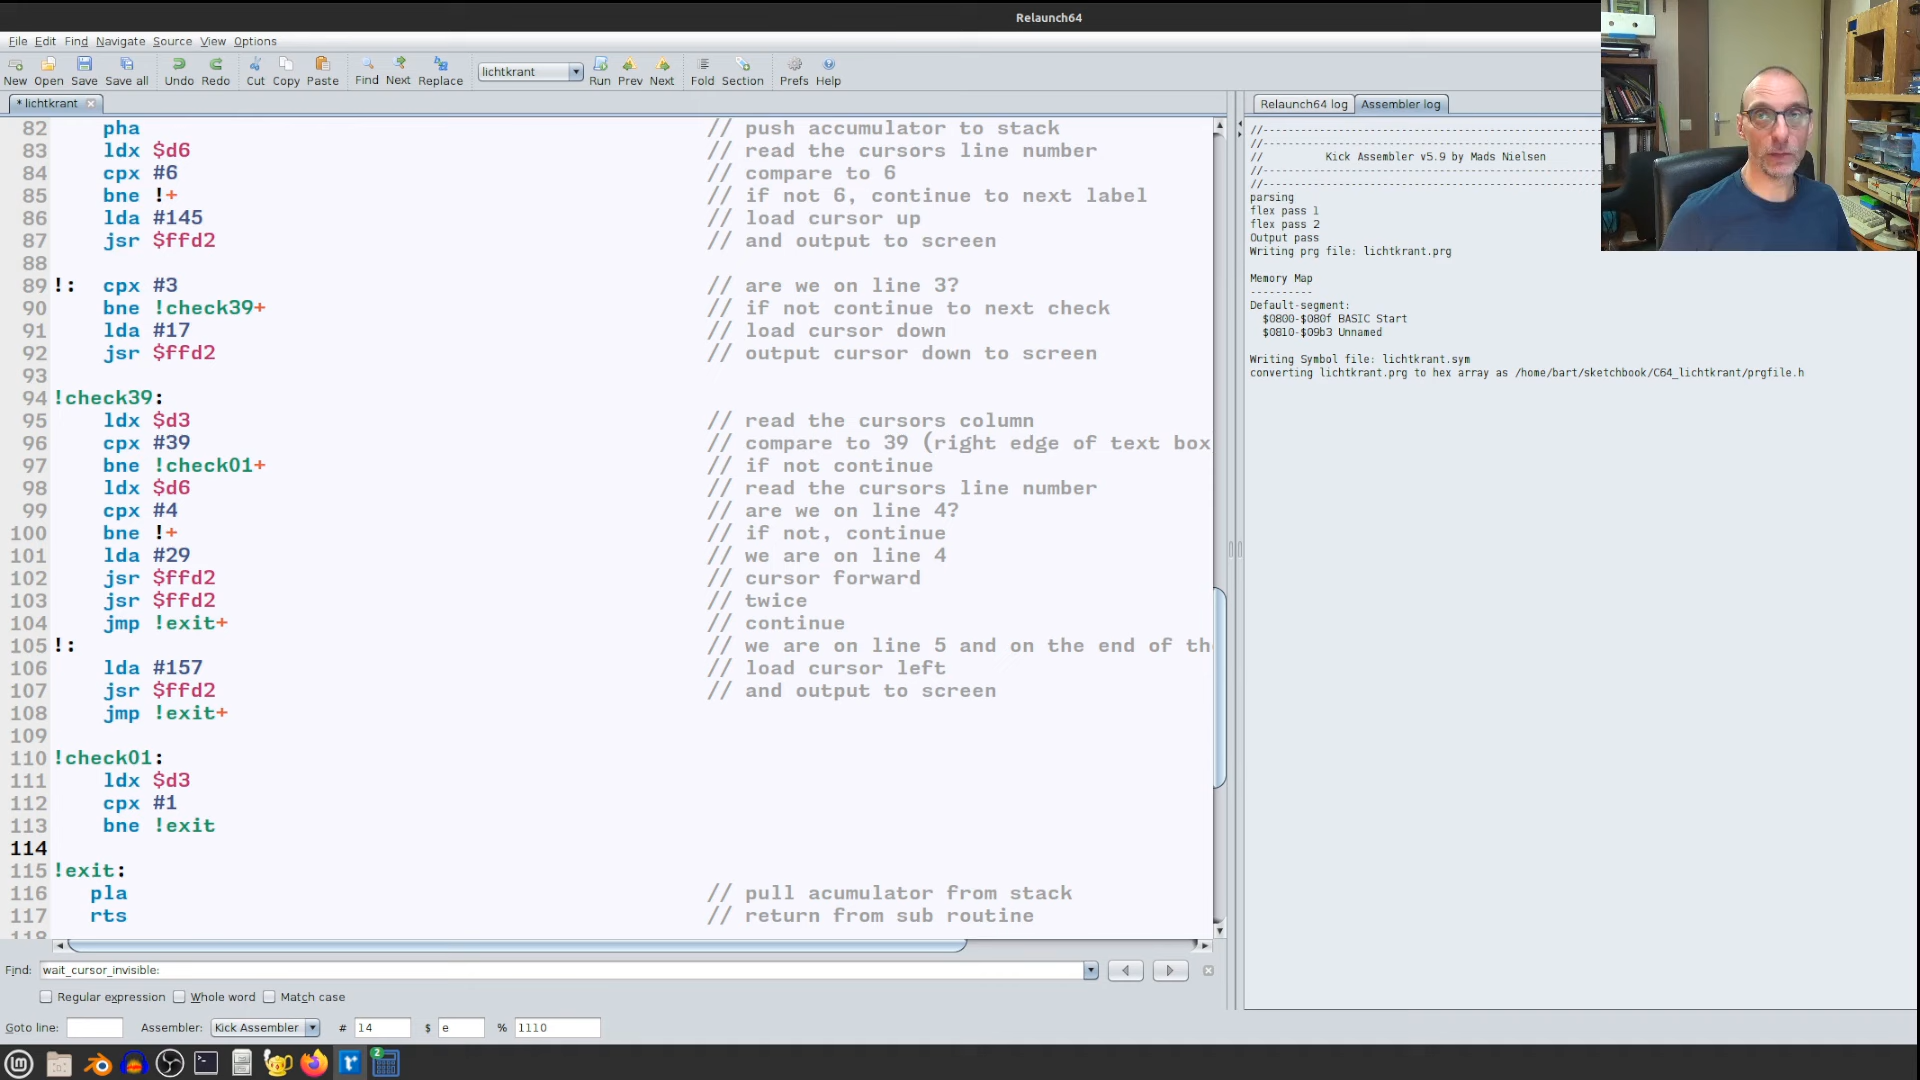 Relaunch64
File Edit Find Navigate Source View Options
New Open Save Save all Undo Redo Cut Copy Paste Find Next Replace lichtkrant Run Prev Next Fold Section Prefs Help
* lichtkrant
82 pha // push accumulator to stack
83 ldx $d6 // read the cursors line number
84 cpx #6 // compare to 6
85 bne !+ // if not 6, continue to next label
86 lda #145 // load cursor up
87 jsr $ffd2 // and output to screen
88
89 !: cpx #3 // are we on line 3?
90 bne !check39+ // if not continue to next check
91 lda #17 // load cursor down
92 jsr $ffd2 // output cursor down to screen
93
94 !check39:
95 ldx $d3 // read the cursors column
96 cpx #39 // compare to 39 (right edge of text box
97 bne !check01+ // if not continue
98 ldx $d6 // read the cursors line number
99 cpx #4 // are we on line 4?
100 bne !+ // if not, continue
101 lda #29 // we are on line 4
102 jsr $ffd2 // cursor forward
103 jsr $ffd2 // twice
104 jmp !exit+ // continue
105 !: // we are on line 5 and on the end of th
106 lda #157 // load cursor left
107 jsr $ffd2 // and output to screen
108 jmp !exit+
109
110 !check01:
111 ldx $d3
112 cpx #1
113 bne !exit
114
115 !exit:
116 pla // pull acumulator from stack
117 rts // return from sub routine
118
Relaunch64 log Assembler log
//------------------------------------------------------
//------------------------------------------------------
// Kick Assembler v5.9 by Mads Nielsen
//------------------------------------------------------
//------------------------------------------------------
parsing
flex pass 1
flex pass 2
Output pass
Writing prg file: lichtkrant.prg
Memory Map
----------
Default-segment:
$0800-$080f BASIC Start
$0810-$09b3 Unnamed
Writing Symbol file: lichtkrant.sym
converting lichtkrant.prg to hex array as /home/bart/sketchbook/C64_lichtkrant/prgfile.h
Find: wait_cursor_invisible:
Regular expression Whole word Match case
Goto line: Assembler: Kick Assembler # 14 $ e % 1110
2